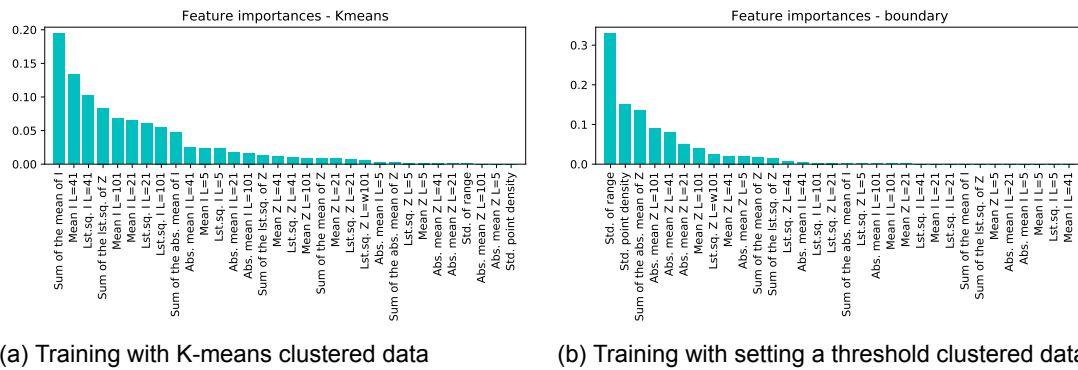 Feature importances - Kmeans
0.20
0.15
0.10
0.05
0.00
Sum of the mean of I
Mean I L=41
Lst.sq. I L=41
Sum of the lst.sq. of Z
Mean I L=101
Mean I L=21
Lst.sq. I L=21
Lst.sq. I L=101
Sum of the abs. mean of I
Abs. mean I L=41
Mean I L=5
Lst.sq. I L=5
Abs. mean I L=21
Abs. mean I L=101
Sum of the lst.sq. of Z
Mean Z L=41
Lst.sq. Z L=41
Mean Z L=101
Sum of the mean of Z
Mean Z L=21
Lst.sq. Z L=21
Lst.sq. Z L=w101
Abs. mean I L=5
Sum of the abs. mean of Z
Lst.sq. Z L=5
Mean Z L=5
Abs. mean Z L=41
Abs. mean Z L=21
Std. of range
Abs. mean Z L=101
Abs. mean Z L=5
Std. point density
(a) Training with K-means clustered data
Feature importances - boundary
0.3
0.2
0.1
0.0
Std. of range
Std. point density
Sum of the abs. mean of Z
Abs. mean Z L=101
Abs. mean Z L=41
Abs. mean Z L=21
Mean Z L=101
Lst.sq. Z L=w101
Mean Z L=41
Abs. mean Z L=5
Sum of the mean of Z
Sum of the lst.sq. of Z
Lst.sq. Z L=41
Abs. mean I L=41
Lst.sq. I L=101
Lst.sq. Z L=21
Sum of the abs. mean of I
Mean I L=101
Abs. mean I L=101
Lst.sq. I L=41
Mean Z L=21
Lst.sq. I L=21
Lst.sq. Z L=5
Mean I L=41
Sum of the mean of I
Sum of the lst.sq. of Z
Mean Z L=5
Abs. mean I L=21
Abs. mean I L=5
Mean I L=5
Lst.sq. I L=5
Mean I L=21
(b) Training with setting a threshold clustered data